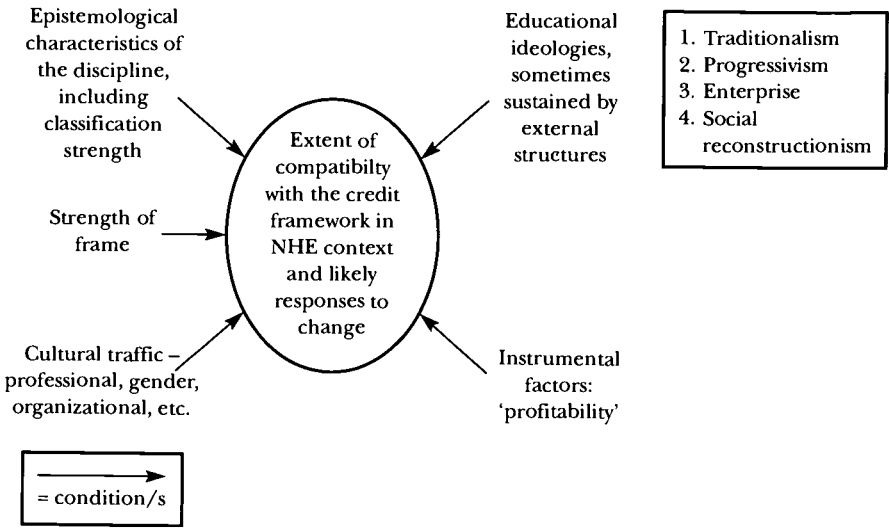 Epistemological
characteristics of
the discipline,
including
classification
strength
Strength of
frame
Cultural traffic –
professional, gender,
organizational, etc.
Extent of
compatibilty
with the credit
framework in
NHE context
and likely
responses to
change
Educational
ideologies,
sometimes
sustained by
external
structures
Instrumental
factors:
‘profitability’
1. Traditionalism
2. Progressivism
3. Enterprise
4. Social
reconstructionism
= condition/s